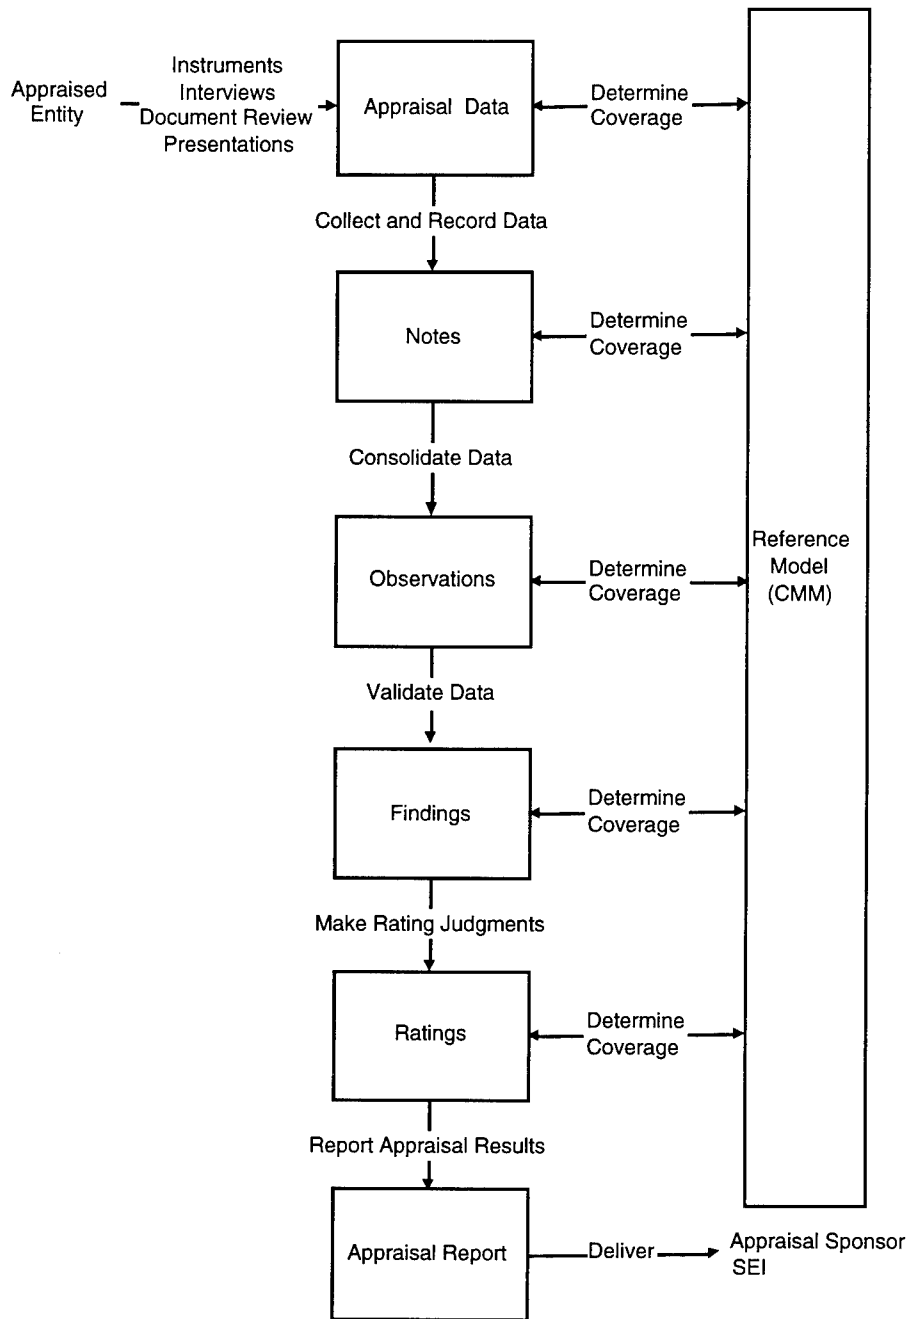 Appraised
Entity
Instruments
Interviews
Document Review
Presentations
Appraisal Data
Determine
Coverage
Collect and Record Data
Notes
Determine
Coverage
Consolidate Data
Observations
Determine
Coverage
Reference
Model
(CMM)
Validate Data
Findings
Determine
Coverage
Make Rating Judgments
Ratings
Determine
Coverage
Report Appraisal Results
Appraisal Report
Deliver
Appraisal Sponsor
SEI